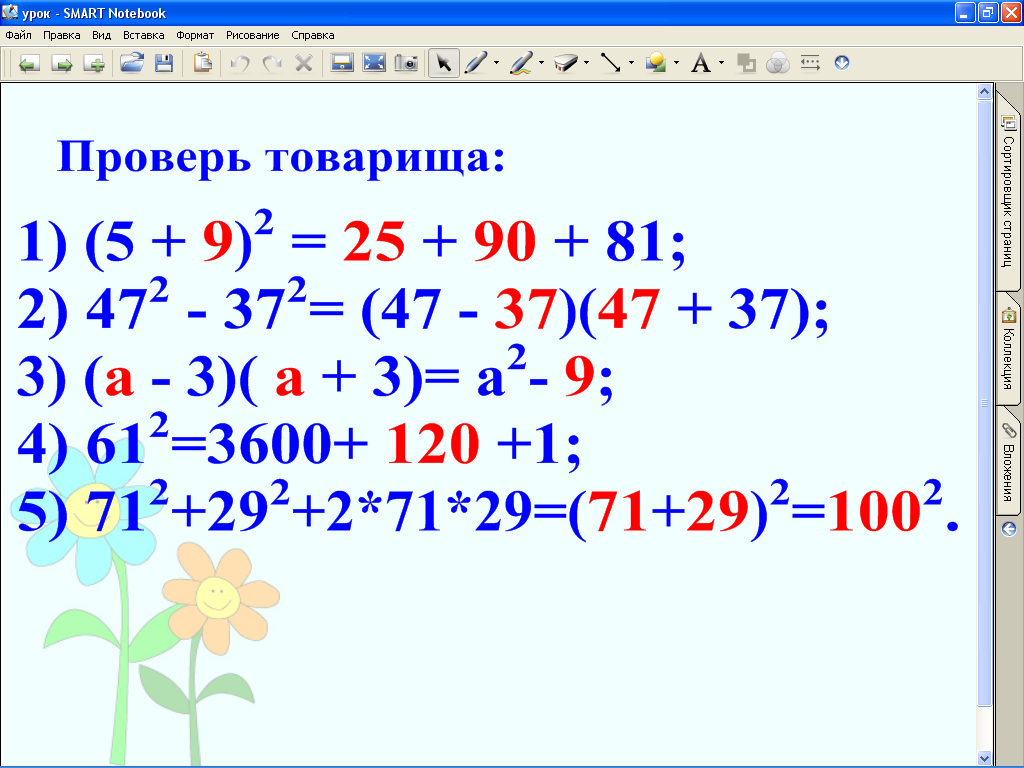 урок - SMART Notebook
Файл Правка Вид Вставка Формат Рисование Справка
Проверь товарища:
1) (5 + 9)² = 25 + 90 + 81;
2) 47² - 37²= (47 - 37)(47 + 37);
3) (а - 3)( а + 3)= а²- 9;
4) 61²=3600+ 120 +1;
5) 71²+29²+2*71*29=(71+29)²=100².
Сортировщик страниц
Коллекция
Вложения